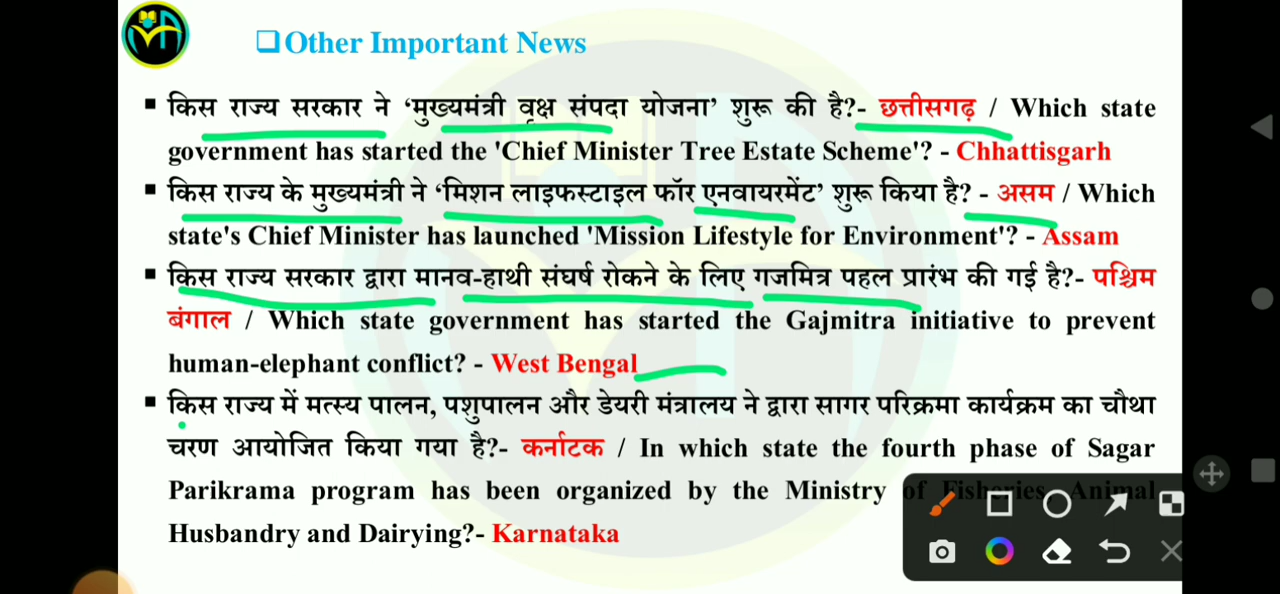 ❑Other Important News
▪ किस राज्य सरकार ने ‘मुख्यमंत्री वृक्ष संपदा योजना’ शुरू की है?- छत्तीसगढ़ / Which state
government has started the 'Chief Minister Tree Estate Scheme'? - Chhattisgarh
▪ किस राज्य के मुख्यमंत्री ने ‘मिशन लाइफस्टाइल फॉर एनवायरमेंट’ शुरू किया है? - असम / Which
state's Chief Minister has launched 'Mission Lifestyle for Environment'? - Assam
▪ किस राज्य सरकार द्वारा मानव-हाथी संघर्ष रोकने के लिए गजमित्र पहल प्रारंभ की गई है?- पश्चिम
बंगाल / Which state government has started the Gajmitra initiative to prevent
human-elephant conflict? - West Bengal
▪ किस राज्य में मत्स्य पालन, पशुपालन और डेयरी मंत्रालय ने द्वारा सागर परिक्रमा कार्यक्रम का चौथा
चरण आयोजित किया गया है?- कर्नाटक / In which state the fourth phase of Sagar
Parikrama program has been organized by the Ministry of Fisheries, Animal
Husbandry and Dairying?- Karnataka